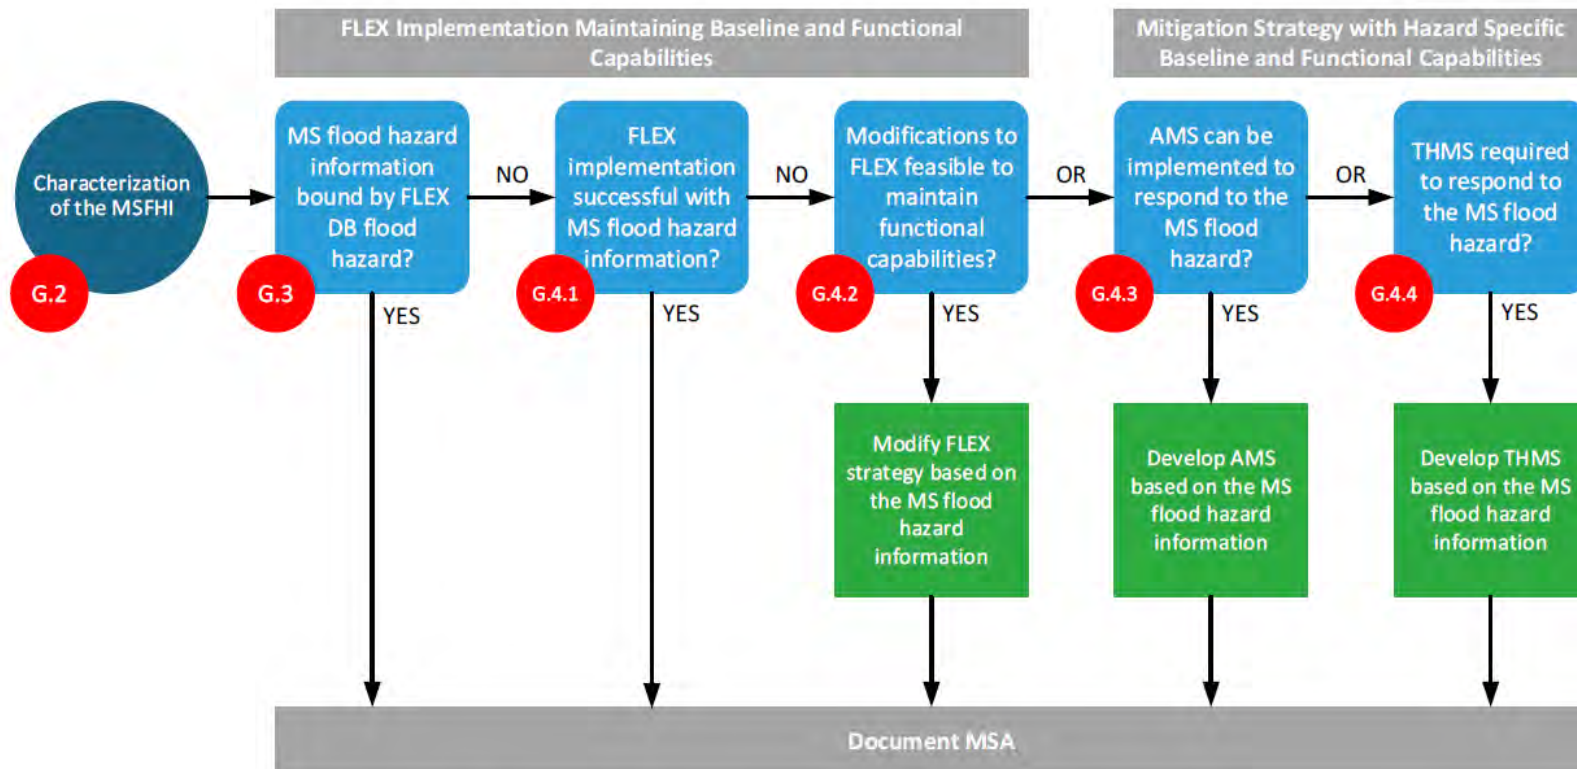 FLEX Implementation Maintaining Baseline and Functional
Capabilities
Mitigation Strategy with Hazard Specific
Baseline and Functional Capabilities
Characterization
of the MSFHI
G.2
MS flood hazard
information
bound by FLEX
DB flood
hazard?
G.3
NO
YES
FLEX
implementation
successful with
MS flood hazard
information?
G.4.1
NO
YES
Modifications to
FLEX feasible to
maintain
functional
capabilities?
G.4.2
OR
YES
AMS can be
implemented to
respond to the
MS flood
hazard?
G.4.3
OR
YES
THMS required
to respond to
the MS flood
hazard?
G.4.4
YES
Modify FLEX
strategy based on
the MS flood
hazard
information
Develop AMS
based on the MS
flood hazard
information
Develop THMS
based on the MS
flood hazard
information
Document MSA